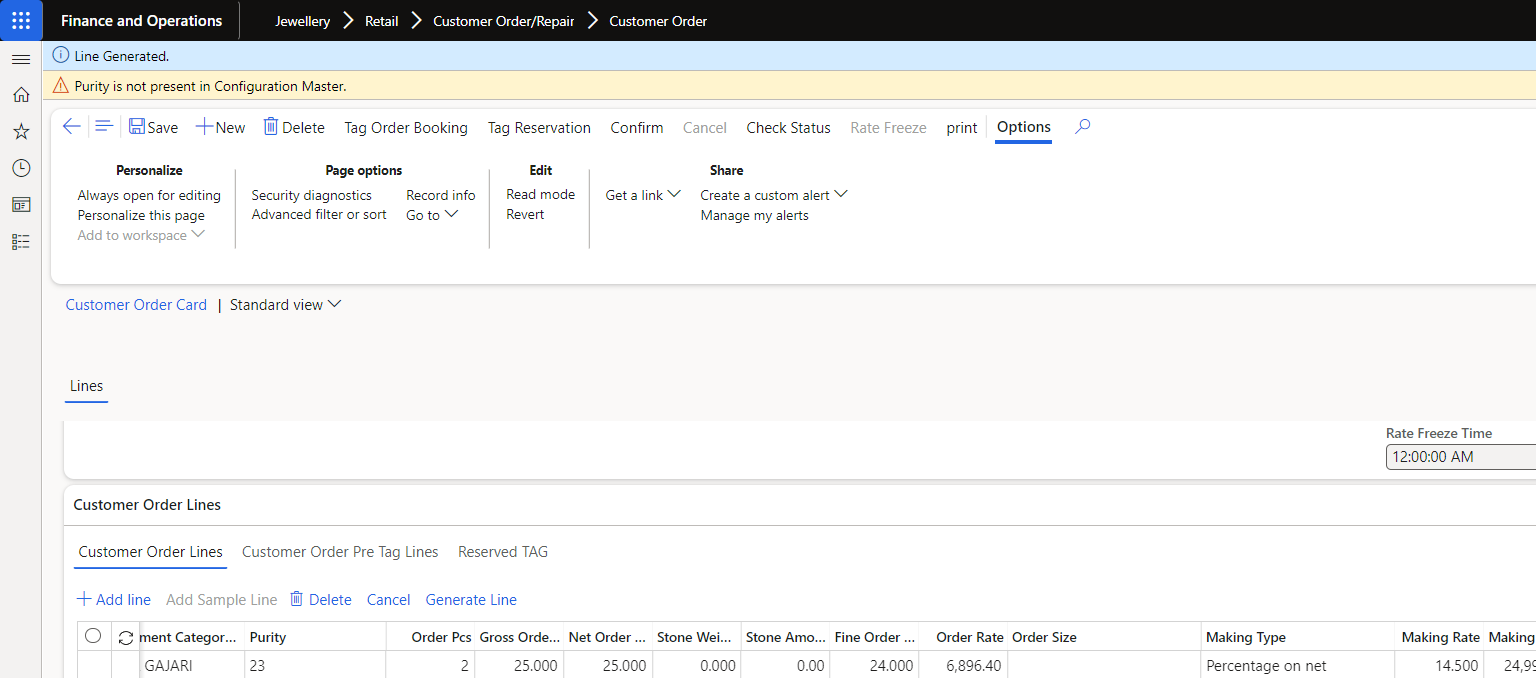 Finance and Operations Jewellery Retail Customer Order/Repair Customer Order
Line Generated.
Purity is not present in Configuration Master.
Save New Delete Tag Order Booking Tag Reservation Confirm Cancel Check Status Rate Freeze print Options
Personalize Page options Edit Share
Always open for editing Security diagnostics Record info Read mode Get a link Create a custom alert
Personalize this page Advanced filter or sort Go to Revert Manage my alerts
Add to workspace
Customer Order Card | Standard view
Lines
Rate Freeze Time
12:00:00 AM
Customer Order Lines
Customer Order Lines Customer Order Pre Tag Lines Reserved TAG
Add line Add Sample Line Delete Cancel Generate Line
ment Categor... Purity Order Pcs Gross Orde... Net Order ... Stone Wei... Stone Amo... Fine Order ... Order Rate Order Size Making Type Making Rate Making
GAJARI 23 2 25.000 25.000 0.000 0.00 24.000 6,896.40 Percentage on net 14.500 24,99